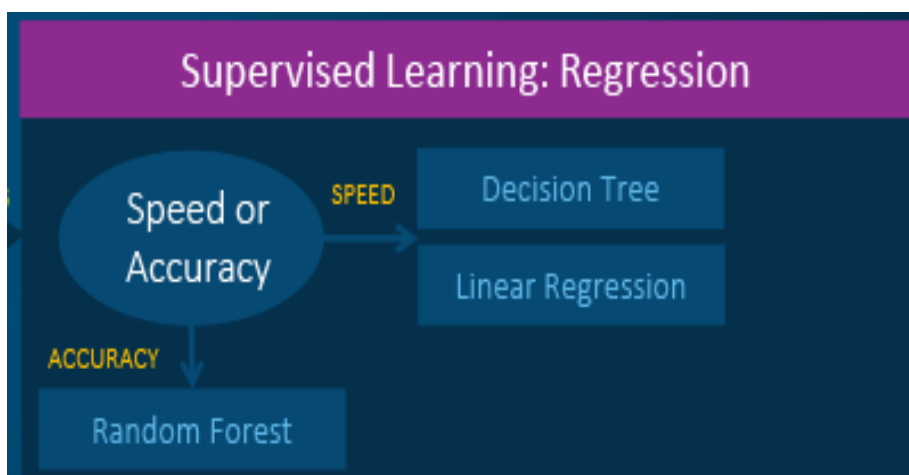 Supervised Learning: Regression
Speed or
Accuracy
SPEED
Decision Tree
Linear Regression
ACCURACY
Random Forest